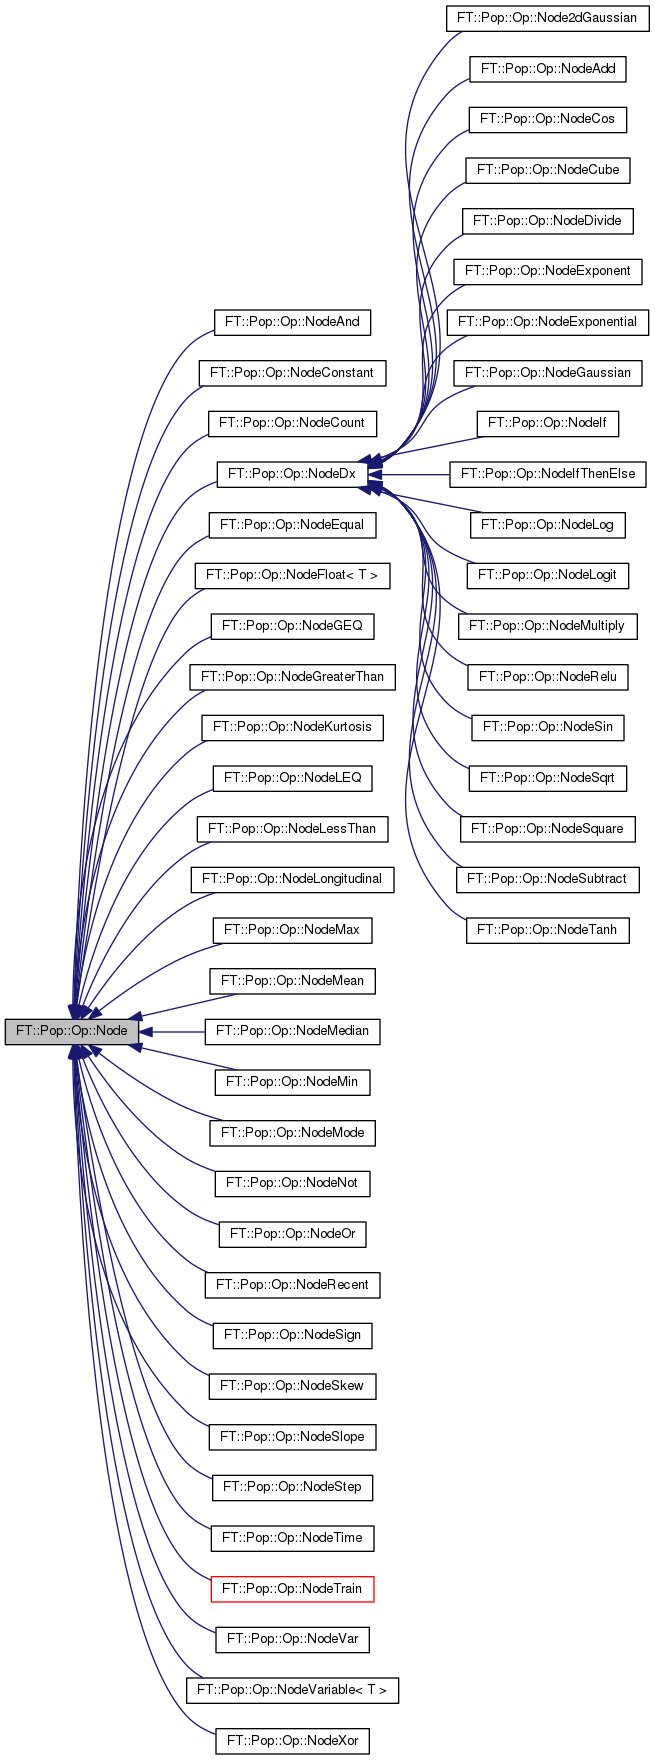 FT::Pop::Op::Node
FT::Pop::Op::NodeAnd
FT::Pop::Op::NodeConstant
FT::Pop::Op::NodeCount
FT::Pop::Op::NodeDx
FT::Pop::Op::NodeEqual
FT::Pop::Op::NodeFloat< T >
FT::Pop::Op::NodeGEQ
FT::Pop::Op::NodeGreaterThan
FT::Pop::Op::NodeKurtosis
FT::Pop::Op::NodeLEQ
FT::Pop::Op::NodeLessThan
FT::Pop::Op::NodeLongitudinal
FT::Pop::Op::NodeMax
FT::Pop::Op::NodeMean
FT::Pop::Op::NodeMedian
FT::Pop::Op::NodeMin
FT::Pop::Op::NodeMode
FT::Pop::Op::NodeNot
FT::Pop::Op::NodeOr
FT::Pop::Op::NodeRecent
FT::Pop::Op::NodeSign
FT::Pop::Op::NodeSkew
FT::Pop::Op::NodeSlope
FT::Pop::Op::NodeStep
FT::Pop::Op::NodeTime
FT::Pop::Op::NodeTrain
FT::Pop::Op::NodeVar
FT::Pop::Op::NodeVariable< T >
FT::Pop::Op::NodeXor
FT::Pop::Op::Node2dGaussian
FT::Pop::Op::NodeAdd
FT::Pop::Op::NodeCos
FT::Pop::Op::NodeCube
FT::Pop::Op::NodeDivide
FT::Pop::Op::NodeExponent
FT::Pop::Op::NodeExponential
FT::Pop::Op::NodeGaussian
FT::Pop::Op::NodeIf
FT::Pop::Op::NodeIfThenElse
FT::Pop::Op::NodeLog
FT::Pop::Op::NodeLogit
FT::Pop::Op::NodeMultiply
FT::Pop::Op::NodeRelu
FT::Pop::Op::NodeSin
FT::Pop::Op::NodeSqrt
FT::Pop::Op::NodeSquare
FT::Pop::Op::NodeSubtract
FT::Pop::Op::NodeTanh